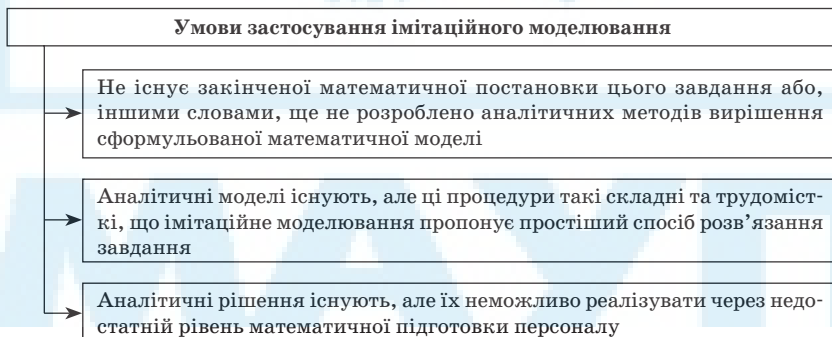 Умови застосування імітаційного моделювання
Не існує закінченої математичної постановки цього завдання або,
іншими словами, ще не розроблено аналітичних методів вирішення
сформульованої математичної моделі
Аналітичні моделі існують, але ці процедури такі складні та трудоміст-
кі, що імітаційне моделювання пропонує простіший спосіб розв’язання
завдання
Аналітичні рішення існують, але їх неможливо реалізувати через недо-
статній рівень математичної підготовки персоналу
МАУП